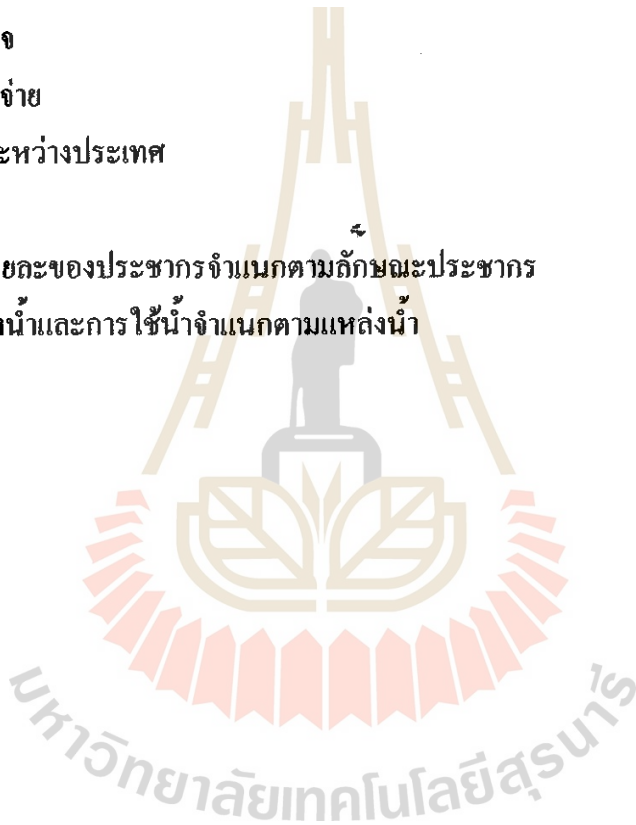 จ
จ่าย
ะหว่างประเทศ
ยละของประชากรจำแนกตามลักษณะประชากร
น้ำและการใช้น้ำจำแนกตามแหล่งน้ำ
มหาวิทยาลัยเทคโนโลยีสุรนารี